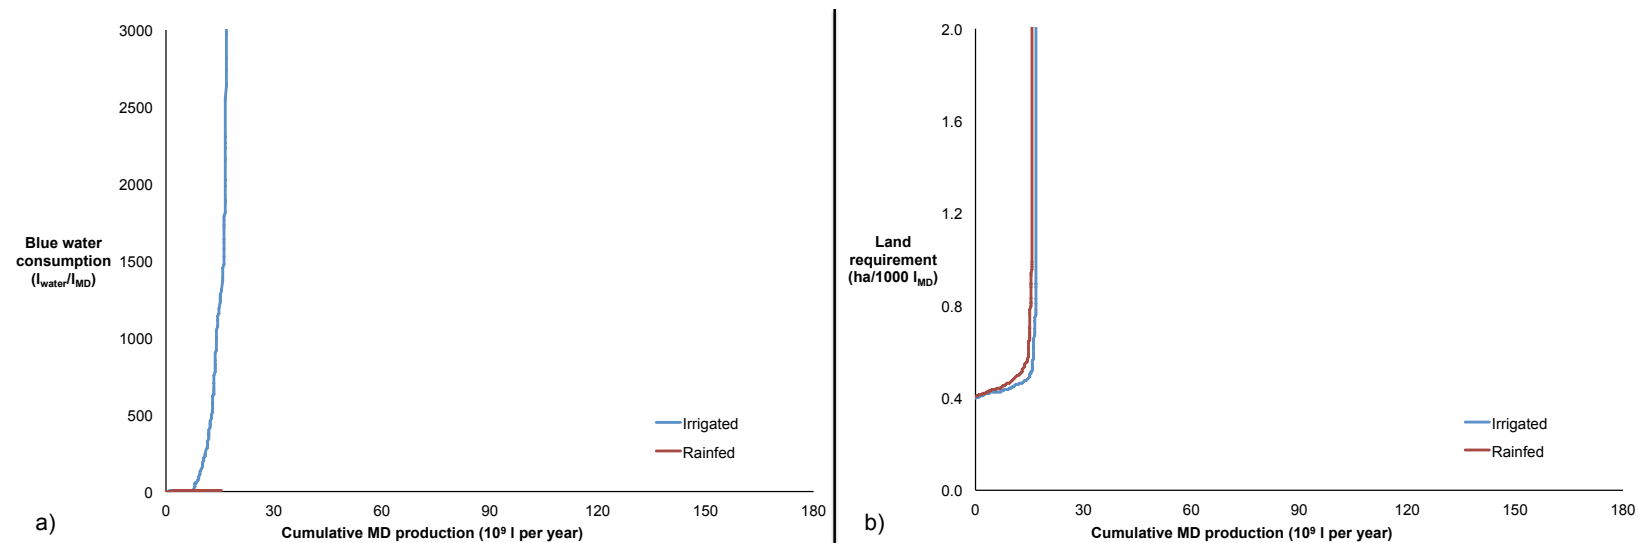 3000
2500
2000
1500
1000
500
0
Blue water
consumption
(lwater/lMD)
Irrigated
Rainfed
0 30 60 90 120 150 180
Cumulative MD production (10⁹ l per year)
a)
2.0
1.6
1.2
0.8
0.4
0.0
Land
requirement
(ha/1000 lMD)
Irrigated
Rainfed
0 30 60 90 120 150 180
Cumulative MD production (10⁹ l per year)
b)